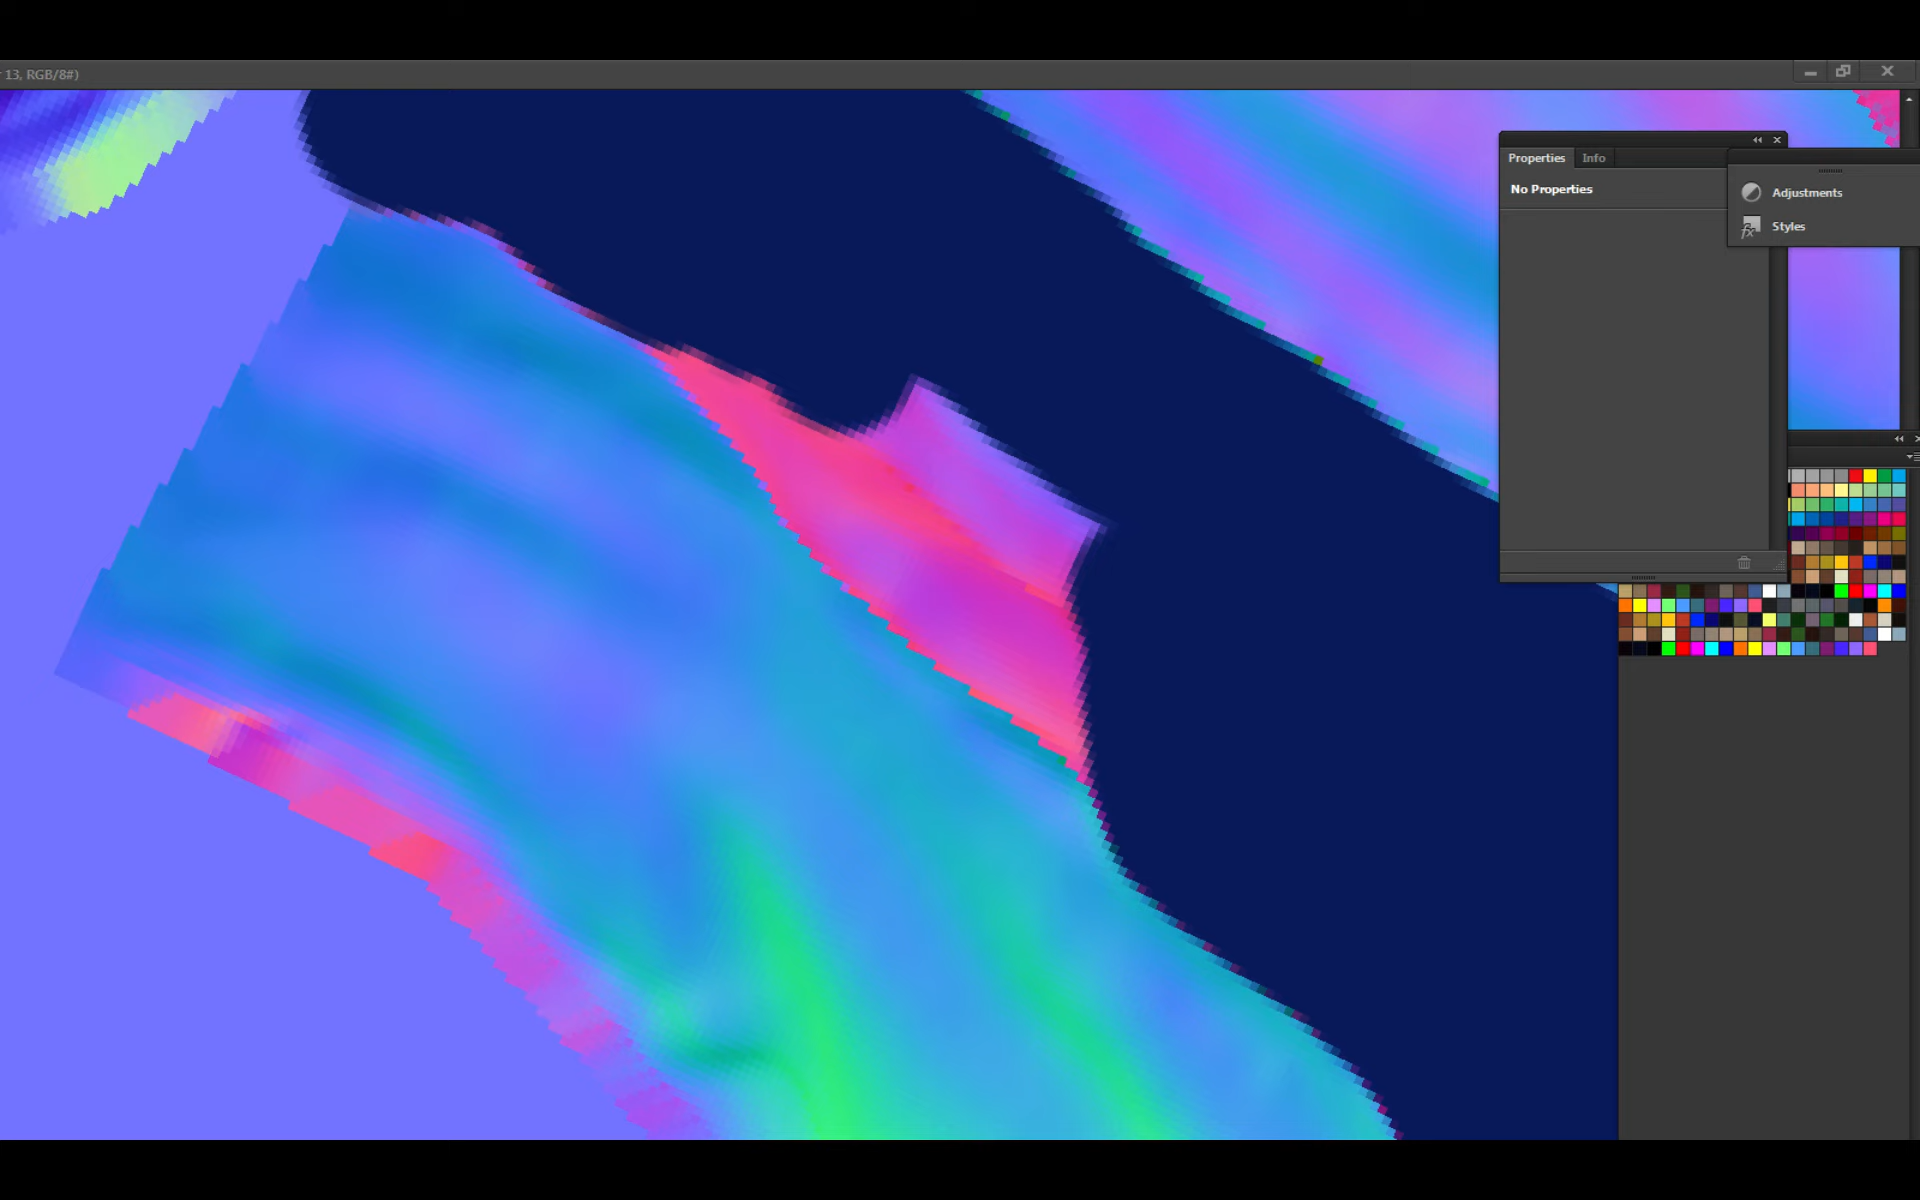 13, RGB/8#)
Properties Info
No Properties
Adjustments
Styles